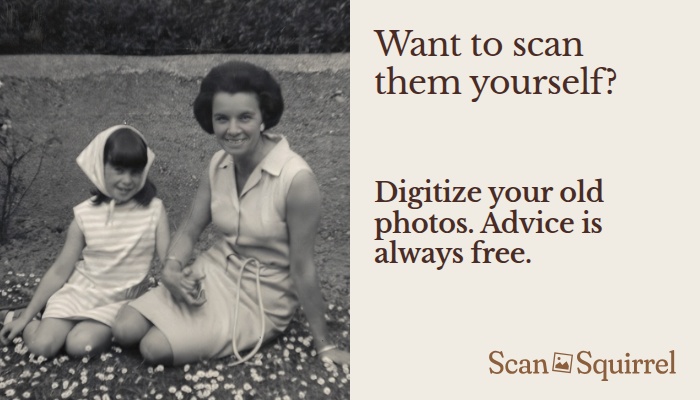 Want to scan
them yourself?
Digitize your old
photos. Advice is
always free.
Scan Squirrel